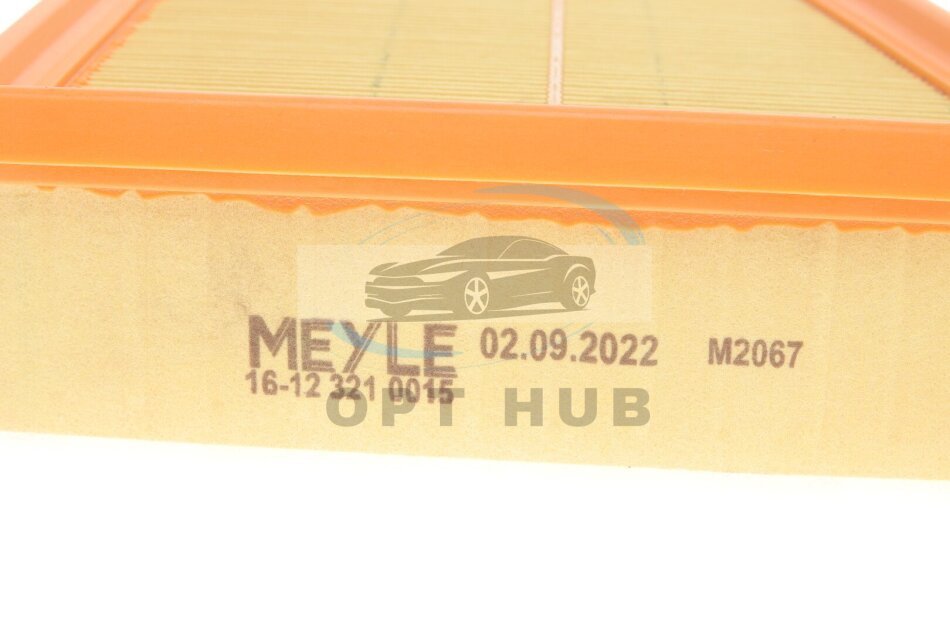 MEYLE 02.09.2022 M2067
16-12 321 0015
OPT HUB